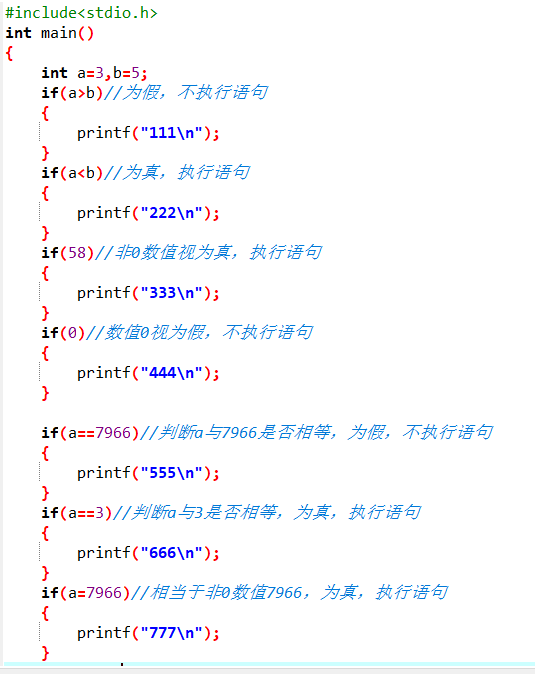 #include<stdio.h>
int main()
{
    int a=3,b=5;
    if(a>b)//为假，不执行语句
    {
        printf("111\n");
    }
    if(a<b)//为真，执行语句
    {
        printf("222\n");
    }
    if(58)//非0数值视为真，执行语句
    {
        printf("333\n");
    }
    if(0)//数值0视为假，不执行语句
    {
        printf("444\n");
    }

    if(a==7966)//判断a与7966是否相等，为假，不执行语句
    {
        printf("555\n");
    }
    if(a==3)//判断a与3是否相等，为真，执行语句
    {
        printf("666\n");
    }
    if(a=7966)//相当于非0数值7966，为真，执行语句
    {
        printf("777\n");
    }